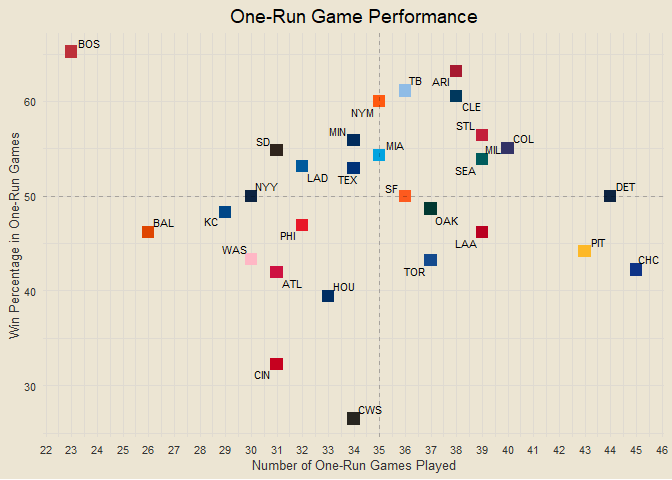 One-Run Game Performance
BOS
TB
ARI
60
CLE
NYM
STL
MIN
COL
SD
MIA
MIL
LAD
TEX
SEA
50
NYY
SF
DET
BAL
KC
OAK
PHI
LAA
PIT
WAS
CHC
TOR
ATL
HOU
40
CIN
30
CWS
Win Percentage in One-Run Games
22 23 24 25 26 27 28 29 30 31 32 33 34 35 36 37 38 39 40 41 42 43 44 45 46
Number of One-Run Games Played